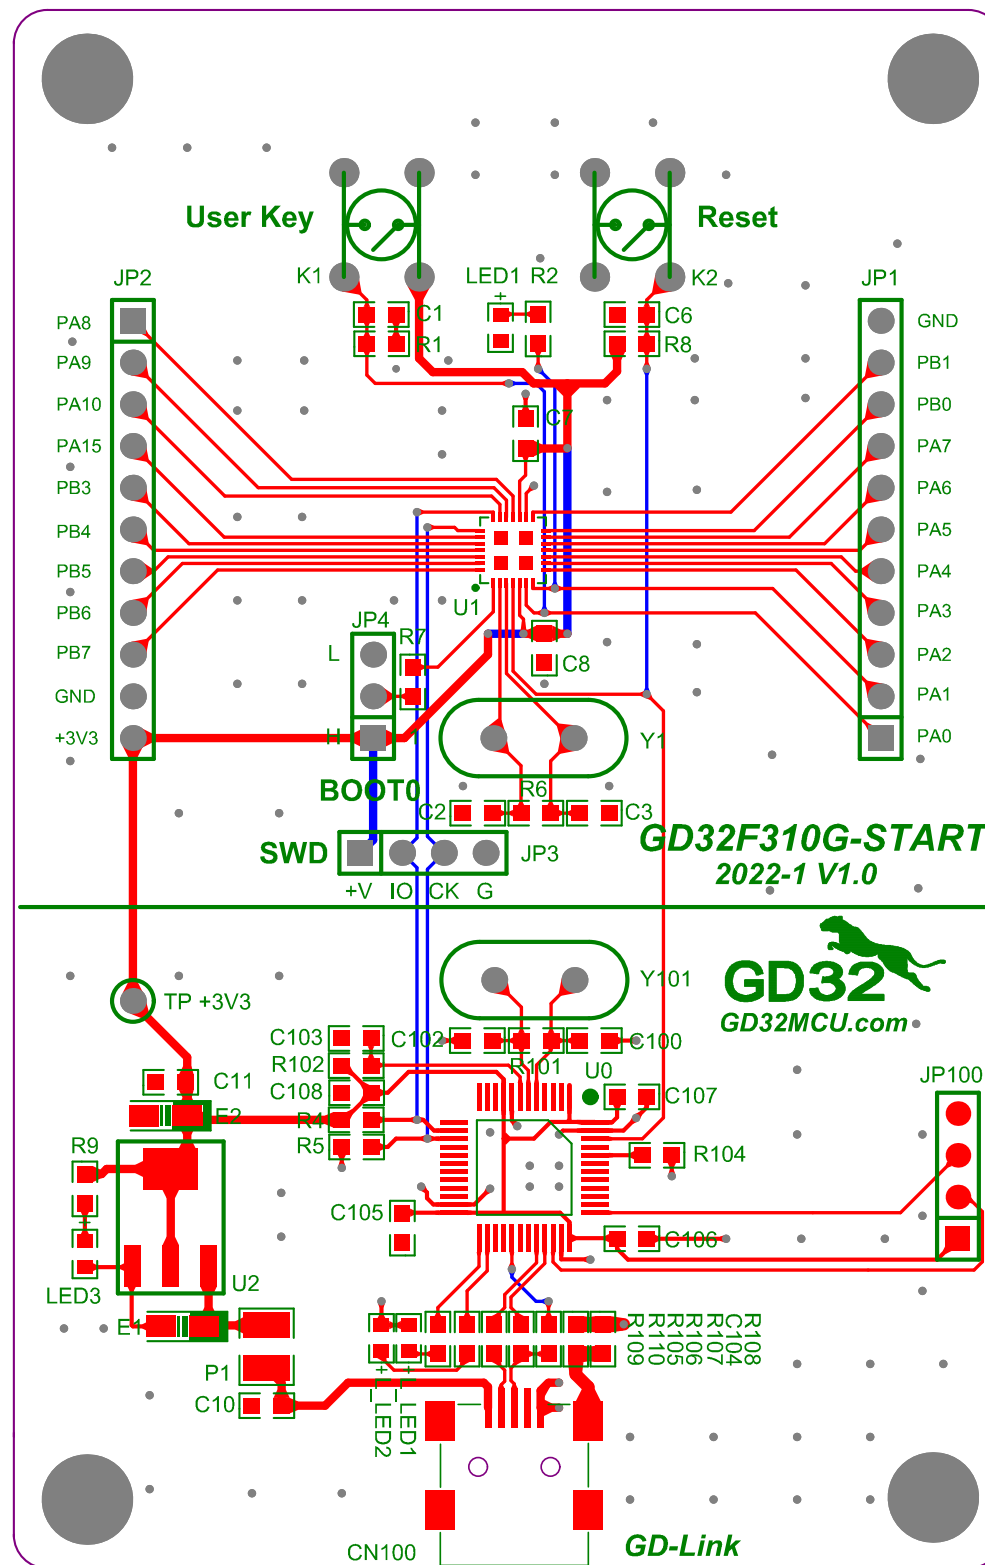 User Key
Reset
K1
LED1
R2
K2
JP2
JP1
+
C1
C6
R1
R8
PA8
PA9
PA10
PA15
PB3
PB4
PB5
PB6
PB7
GND
+3V3
GND
PB1
PB0
PA7
PA6
PA5
PA4
PA3
PA2
PA1
PA0
C7
U1
JP4
R7
L
H
C8
Y1
BOOT0
R6
C2
C3
GD32F310G-START
2022-1 V1.0
SWD
JP3
+V IO CK G
GD32
GD32MCU.com
Y101
TP +3V3
C103
C102
C100
R102
R101
U0
C108
C11
C107
JP100
E2
R4
R5
R9
R104
C105
C106
+
U2
LED3
E1
P1
C10
R108
C104
R107
R106
R105
R110
R109
+
+
L_LED1
L_LED2
CN100
GD-Link